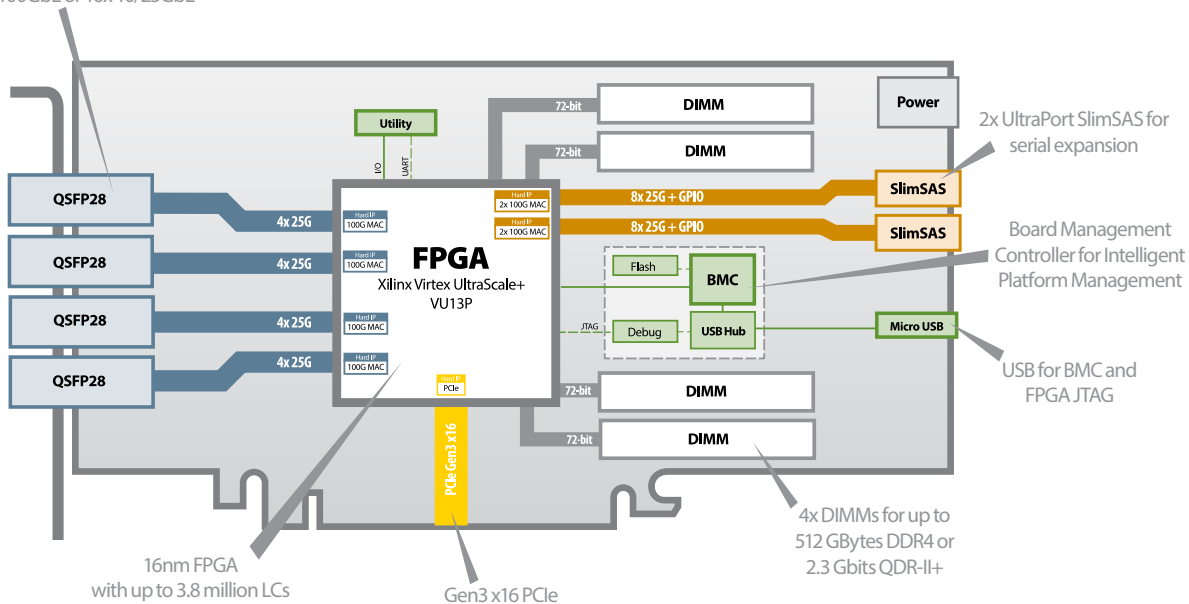 72-bit
DIMM
Power
Utility
2x UltraPort SlimSAS for
serial expansion
72-bit
DIMM
I/O
UART
QSFP28
4x 25G
Hard IP
100G MAC
Hard IP
2x 100G MAC
8x 25G + GPIO
SlimSAS
Hard IP
2x 100G MAC
8x 25G + GPIO
SlimSAS
Board Management
Controller for Intelligent
Platform Management
QSFP28
4x 25G
Hard IP
100G MAC
FPGA
Xilinx Virtex UltraScale+
VU13P
Flash
BMC
QSFP28
4x 25G
Hard IP
100G MAC
JTAG
Debug
USB Hub
Micro USB
USB for BMC and
FPGA JTAG
QSFP28
4x 25G
Hard IP
100G MAC
Hard IP
PCIe
DIMM
72-bit
72-bit
DIMM
PCIe Gen3 x16
4x DIMMs for up to
512 GBytes DDR4 or
2.3 Gbits QDR-II+
16nm FPGA
with up to 3.8 million LCs
Gen3 x16 PCIe